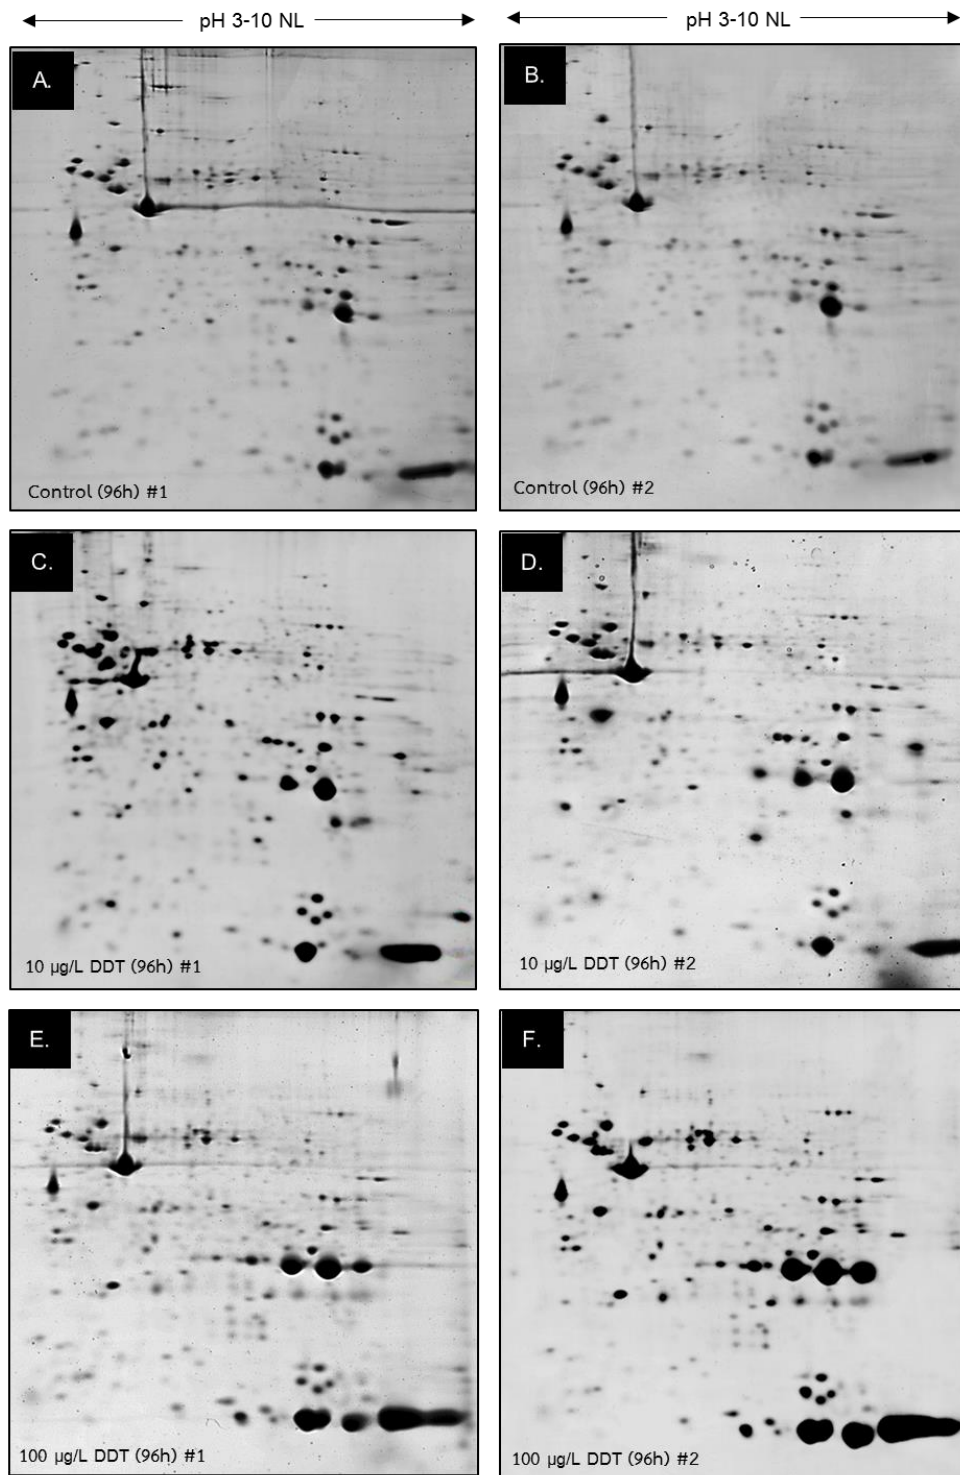 pH 3-10 NL
pH 3-10 NL
A.
B.
Control (96h) #1
Control (96h) #2
C.
D.
10 µg/L DDT (96h) #1
10 µg/L DDT (96h) #2
E.
F.
100 µg/L DDT (96h) #1
100 µg/L DDT (96h) #2